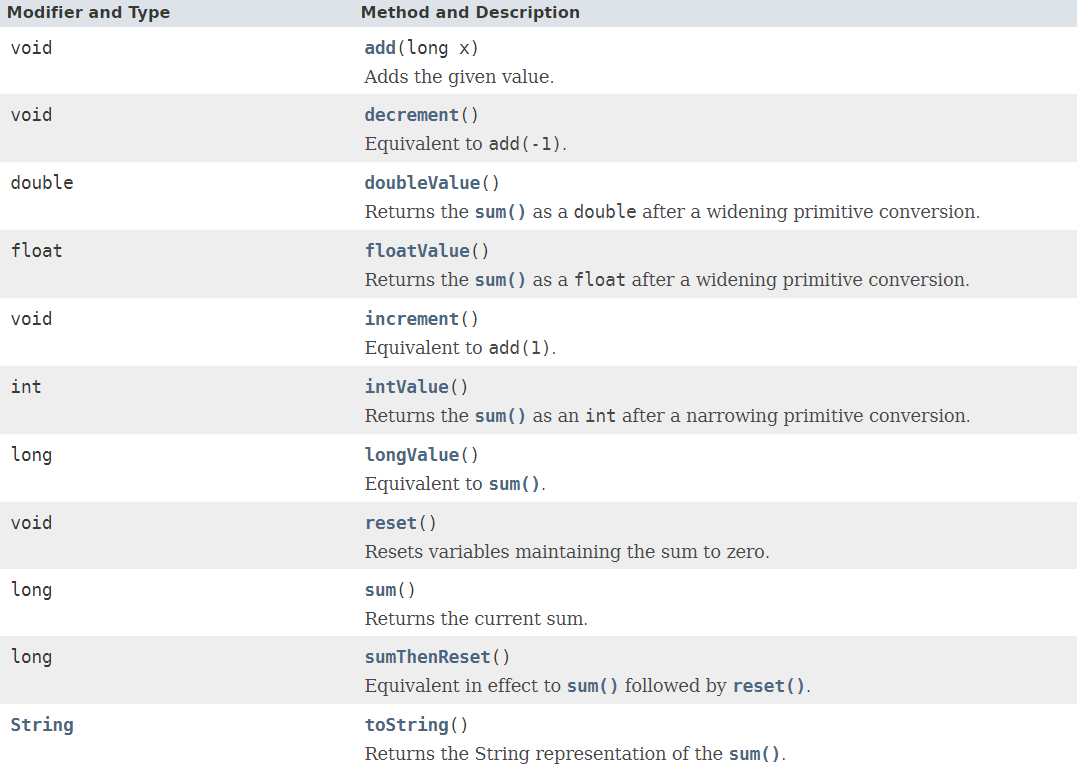 Modifier and Type Method and Description
void add(long x)
Adds the given value.
void decrement()
Equivalent to add(-1).
double doubleValue()
Returns the sum() as a double after a widening primitive conversion.
float floatValue()
Returns the sum() as a float after a widening primitive conversion.
void increment()
Equivalent to add(1).
int intValue()
Returns the sum() as an int after a narrowing primitive conversion.
long longValue()
Equivalent to sum().
void reset()
Resets variables maintaining the sum to zero.
long sum()
Returns the current sum.
long sumThenReset()
Equivalent in effect to sum() followed by reset().
String toString()
Returns the String representation of the sum().